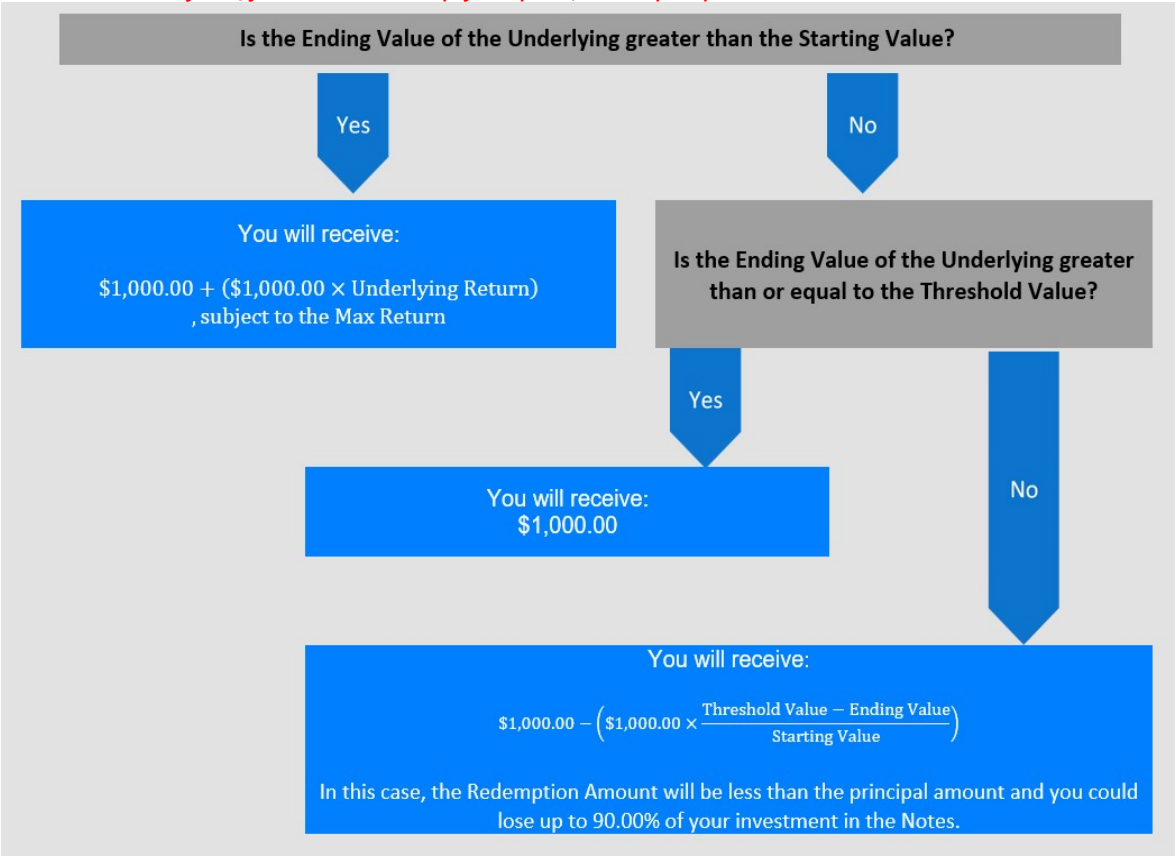 Is the Ending Value of the Underlying greater than the Starting Value?
Yes
No
You will receive:
$1,000.00 + ($1,000.00 × Underlying Return)
, subject to the Max Return
Is the Ending Value of the Underlying greater
than or equal to the Threshold Value?
Yes
No
You will receive:
$1,000.00
You will receive:
$1,000.00 − ($1,000.00 × (Threshold Value − Ending Value) / Starting Value)
In this case, the Redemption Amount will be less than the principal amount and you could
lose up to 90.00% of your investment in the Notes.